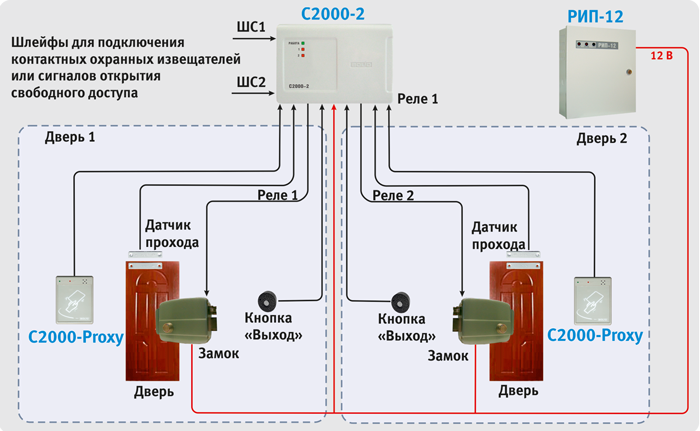 С2000-2
РИП-12
ШС1
Шлейфы для подключения
контактных охранных извещателей
или сигналов открытия
свободного доступа
ШС2
С2000-2
РИП-12
12 В
Реле 1
Дверь 1
Дверь 2
Реле 1
Реле 2
Датчик
прохода
Датчик
прохода
С2000-Proxy
Замок
Кнопка
«Выход»
Дверь
Кнопка
«Выход»
Замок
С2000-Proxy
Дверь